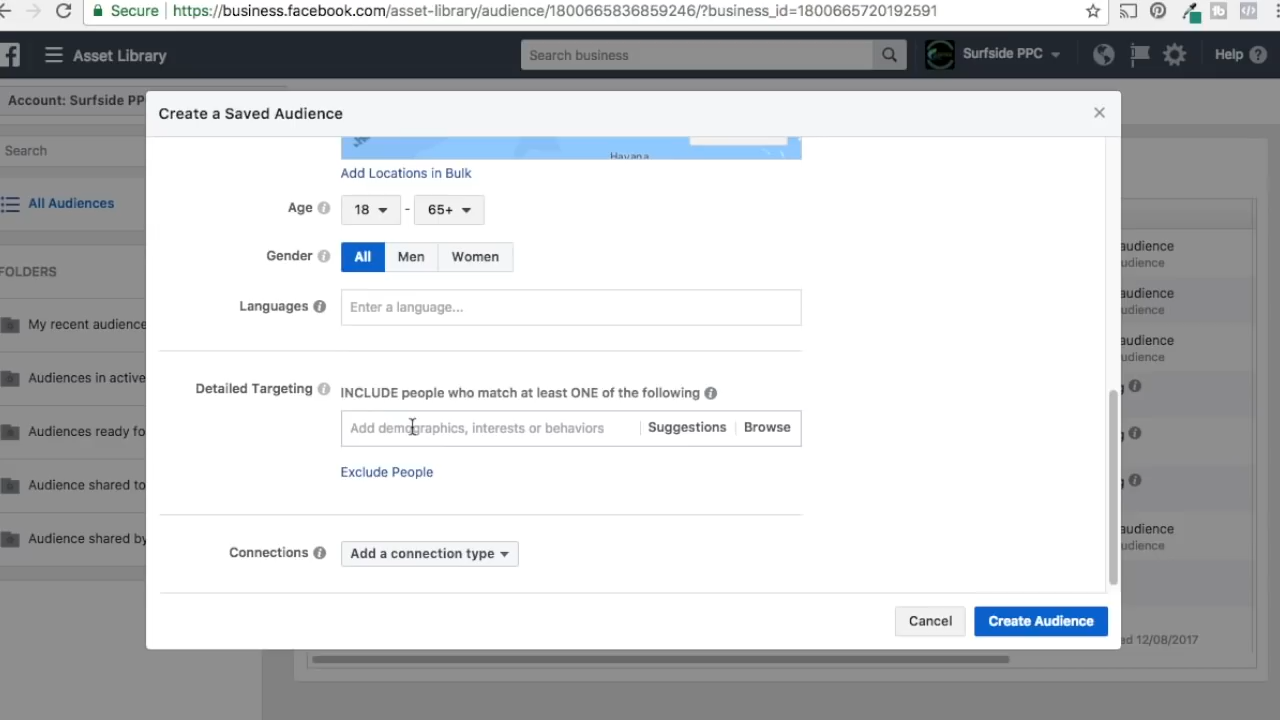 Secure https://business.facebook.com/asset-library/audience/1800665836859246/?business_id=1800665720192591
Asset Library
Search business
Surfside PPC
Help
Account: Surfside PP
Create a Saved Audience
Search
Havana
Add Locations in Bulk
All Audiences
Age
18 - 65+
FOLDERS
Gender
All Men Women
audience
udience
Languages
Enter a language...
audience
udience
My recent audience
audience
udience
Audiences in active
Detailed Targeting
INCLUDE people who match at least ONE of the following
Add demographics, interests or behaviors
Suggestions
Browse
Audiences ready fo
Exclude People
Audience shared to
Audience shared by
Connections
Add a connection type
audience
udience
Cancel
Create Audience
ed 12/08/2017